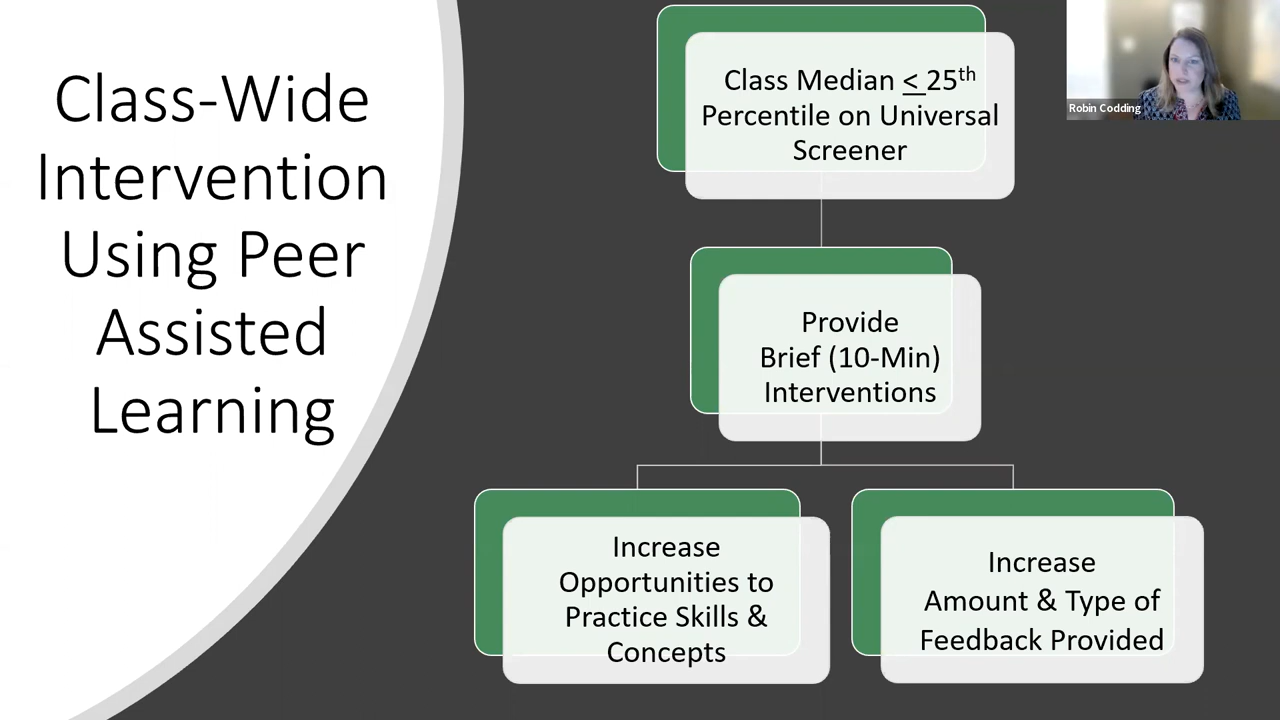 Class-Wide
Intervention
Using Peer
Assisted
Learning
Class Median < 25th
Percentile on Universal
Screener
Provide
Brief (10-Min)
Interventions
Increase
Opportunities to
Practice Skills &
Concepts
Increase
Amount & Type of
Feedback Provided
Robin Codding